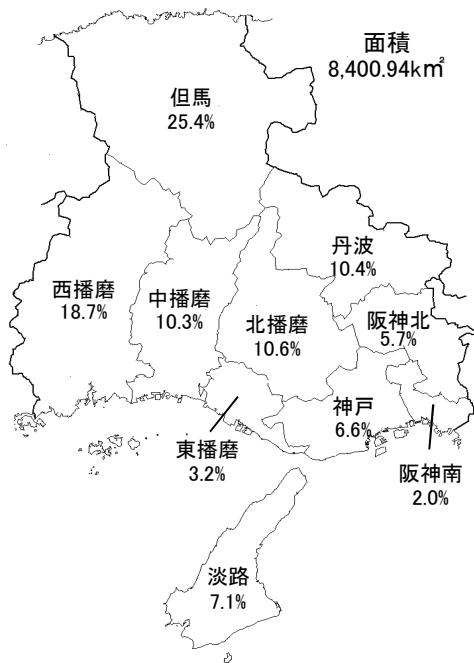 面積
8,400.94k㎡
但馬
25.4%
丹波
10.4%
西播磨
18.7%
中播磨
10.3%
北播磨
10.6%
阪神北
5.7%
神戸
6.6%
東播磨
3.2%
阪神南
2.0%
淡路
7.1%